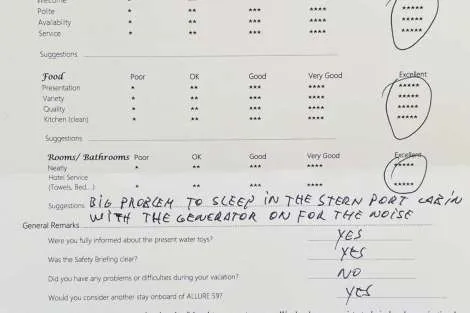 Welcome
Polite * ** *** **** *****
Availability * ** *** **** *****
Service * ** *** **** *****
Suggestions
Food Poor OK Good Very Good Excellent
Presentation * ** *** **** *****
Variety * ** *** **** *****
Quality * ** *** **** *****
Kitchen (clean) * ** *** **** *****
Suggestions
Rooms/ Bathrooms Poor OK Good Very Good Excellent
Neatly * ** *** ****
Hotel Service
(Towels, Bed...) * ** *** **** *****
Suggestions BIG PROBLEM TO SLEEP IN THE STERN PORT CABIN
WITH THE GENERATOR ON FOR THE NOISE
General Remarks
Were you fully informed about the present water toys? YES
Was the Safety Briefing clear? YES
Did you have any problems or difficulties during your vacation? NO
Would you consider another stay onboard of ALLURE 59? YES